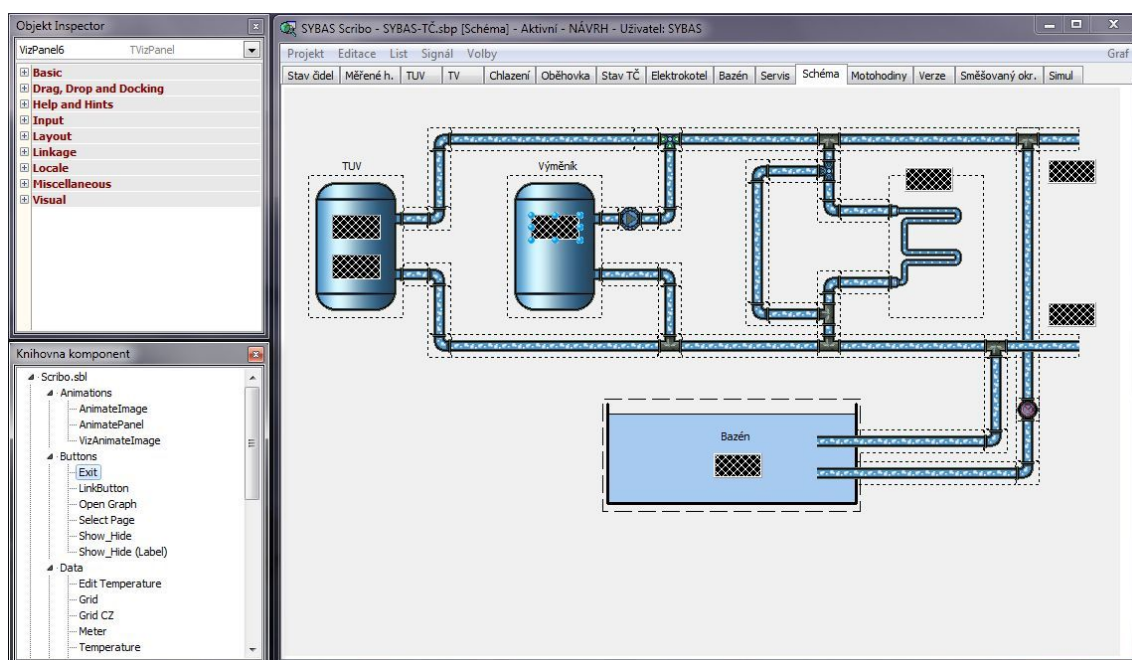 Objekt Inspector
VizPanel6 TVizPanel
Basic
Drag, Drop and Docking
Help and Hints
Input
Layout
Linkage
Locale
Miscellaneous
Visual
Knihovna komponent
Scribo.sbl
Animations
AnimateImage
AnimatePanel
VizAnimateImage
Buttons
Exit
LinkButton
Open Graph
Select Page
Show_Hide
Show_Hide (Label)
Data
Edit Temperature
Grid
Grid CZ
Meter
Temperature
SYBAS Scribo - SYBAS-TČ.sbp [Schéma] - Aktivní - NÁVRH - Uživatel: SYBAS
Projekt Editace List Signál Volby Graf
Stav čidel Měřené h. TUV TV Chlazení Oběhovka Stav TČ Elektrokotel Bazén Servis Schéma Motohodiny Verze Směšovaný okr. Simul
TUV Výměník
Bazén